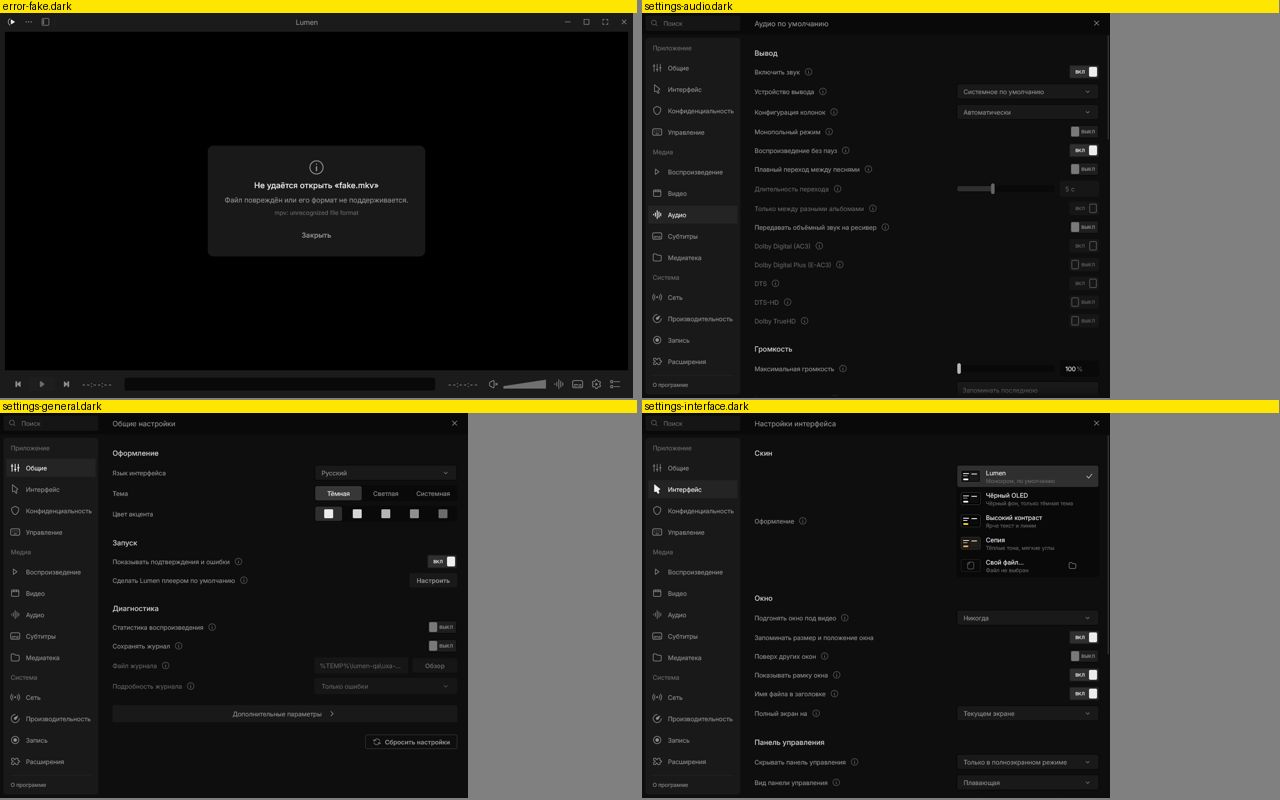 error-fake.dark
Lumen
Не удаётся открыть «fake.mkv»
Файл повреждён или его формат не поддерживается.
mpv: unrecognized file format
Закрыть
--:--:--
--:--:--
settings-audio.dark
Поиск
Аудио по умолчанию
Приложение
Общие
Интерфейс
Конфиденциальность
Управление
Медиа
Воспроизведение
Видео
Аудио
Субтитры
Медиатека
Система
Сеть
Производительность
Запись
Расширения
О программе
Вывод
Включить звук
ВКЛ
Устройство вывода
Системное по умолчанию
Конфигурация колонок
Автоматически
Монопольный режим
ВЫКЛ
Воспроизведение без пауз
ВКЛ
Плавный переход между песнями
ВЫКЛ
Длительность перехода
5 с
Только между разными альбомами
ВКЛ
Передавать объёмный звук на ресивер
ВЫКЛ
Dolby Digital (AC3)
ВКЛ
Dolby Digital Plus (E-AC3)
ВЫКЛ
DTS
ВКЛ
DTS-HD
ВЫКЛ
Dolby TrueHD
ВЫКЛ
Громкость
Максимальная громкость
100 %
Запоминать последнюю
settings-general.dark
Поиск
Общие настройки
Приложение
Общие
Интерфейс
Конфиденциальность
Управление
Медиа
Воспроизведение
Видео
Аудио
Субтитры
Медиатека
Система
Сеть
Производительность
Запись
Расширения
О программе
Оформление
Язык интерфейса
Русский
Тема
Тёмная
Светлая
Системная
Цвет акцента
Запуск
Показывать подтверждения и ошибки
ВКЛ
Сделать Lumen плеером по умолчанию
Настроить
Диагностика
Статистика воспроизведения
ВЫКЛ
Сохранять журнал
ВЫКЛ
Файл журнала
%TEMP%\lumen-qa\uxa-...
Обзор
Подробность журнала
Только ошибки
Дополнительные параметры
Сбросить настройки
settings-interface.dark
Поиск
Настройки интерфейса
Приложение
Общие
Интерфейс
Конфиденциальность
Управление
Медиа
Воспроизведение
Видео
Аудио
Субтитры
Медиатека
Система
Сеть
Производительность
Запись
Расширения
О программе
Скин
Оформление
Lumen
Монохром, по умолчанию
Чёрный OLED
Чёрный фон, только тёмная тема
Высокий контраст
Ярче текст и линии
Сепия
Тёплые тона, мягкие углы
Свой файл...
Файл не выбран
Окно
Подгонять окно под видео
Никогда
Запоминать размер и положение окна
ВКЛ
Поверх других окон
ВЫКЛ
Показывать рамку окна
ВКЛ
Имя файла в заголовке
ВКЛ
Полный экран на
Текущем экране
Панель управления
Скрывать панель управления
Только в полноэкранном режиме
Вид панели управления
Плавающая